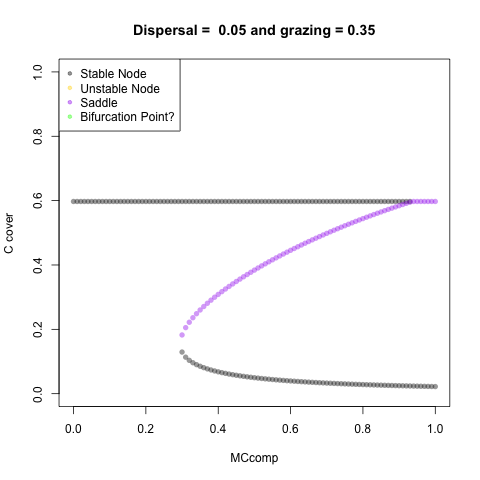 Dispersal =  0.05 and grazing = 0.35
Stable Node
Unstable Node
Saddle
Bifurcation Point?
1.0
0.8
0.6
0.4
0.2
0.0
C cover
0.0 0.2 0.4 0.6 0.8 1.0
MCcomp